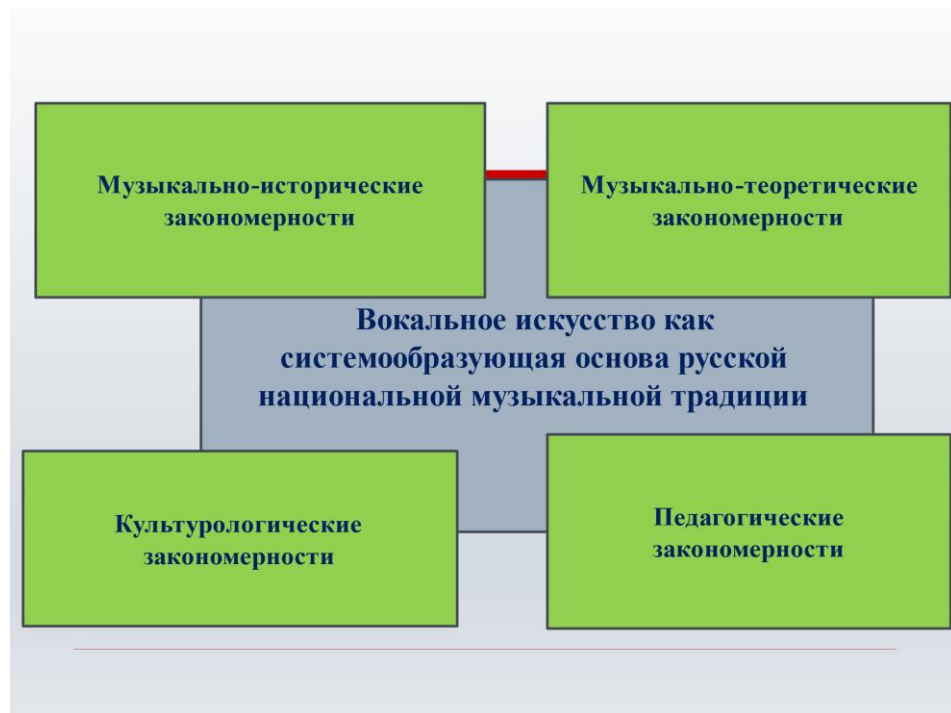 Музыкально-исторические
закономерности
Музыкально-теоретические
закономерности
Вокальное искусство как
системообразующая основа русской
национальной музыкальной традиции
Культурологические
закономерности
Педагогические
закономерности